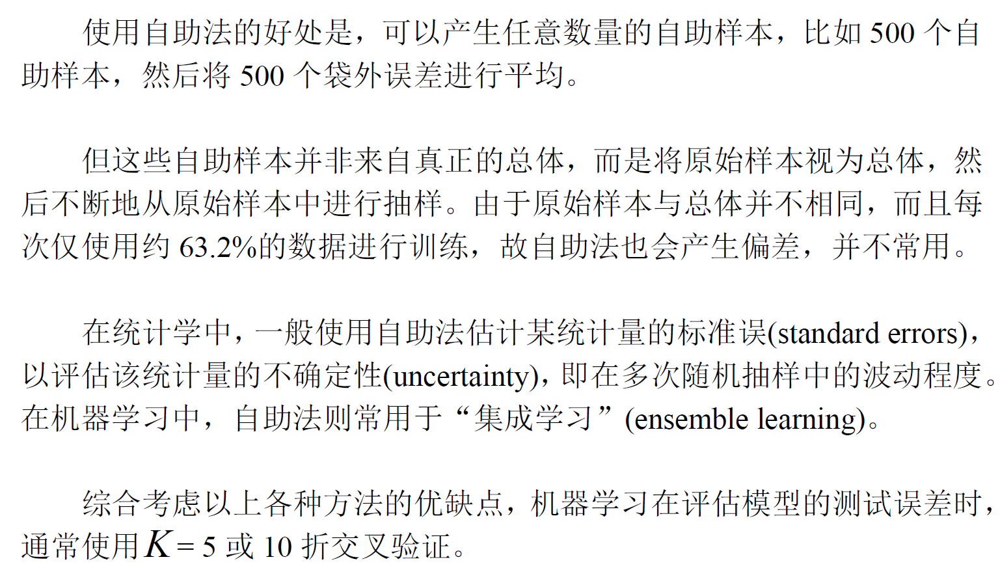 使用自助法的好处是，可以产生任意数量的自助样本，比如 500 个自
助样本，然后将 500 个袋外误差进行平均。
但这些自助样本并非来自真正的总体，而是将原始样本视为总体，然
后不断地从原始样本中进行抽样。由于原始样本与总体并不相同，而且每
次仅使用约 63.2%的数据进行训练，故自助法也会产生偏差，并不常用。
在统计学中，一般使用自助法估计某统计量的标准误(standard errors)，
以评估该统计量的不确定性(uncertainty)，即在多次随机抽样中的波动程度。
在机器学习中，自助法则常用于“集成学习”(ensemble learning)。
综合考虑以上各种方法的优缺点，机器学习在评估模型的测试误差时，
通常使用K = 5 或 10 折交叉验证。